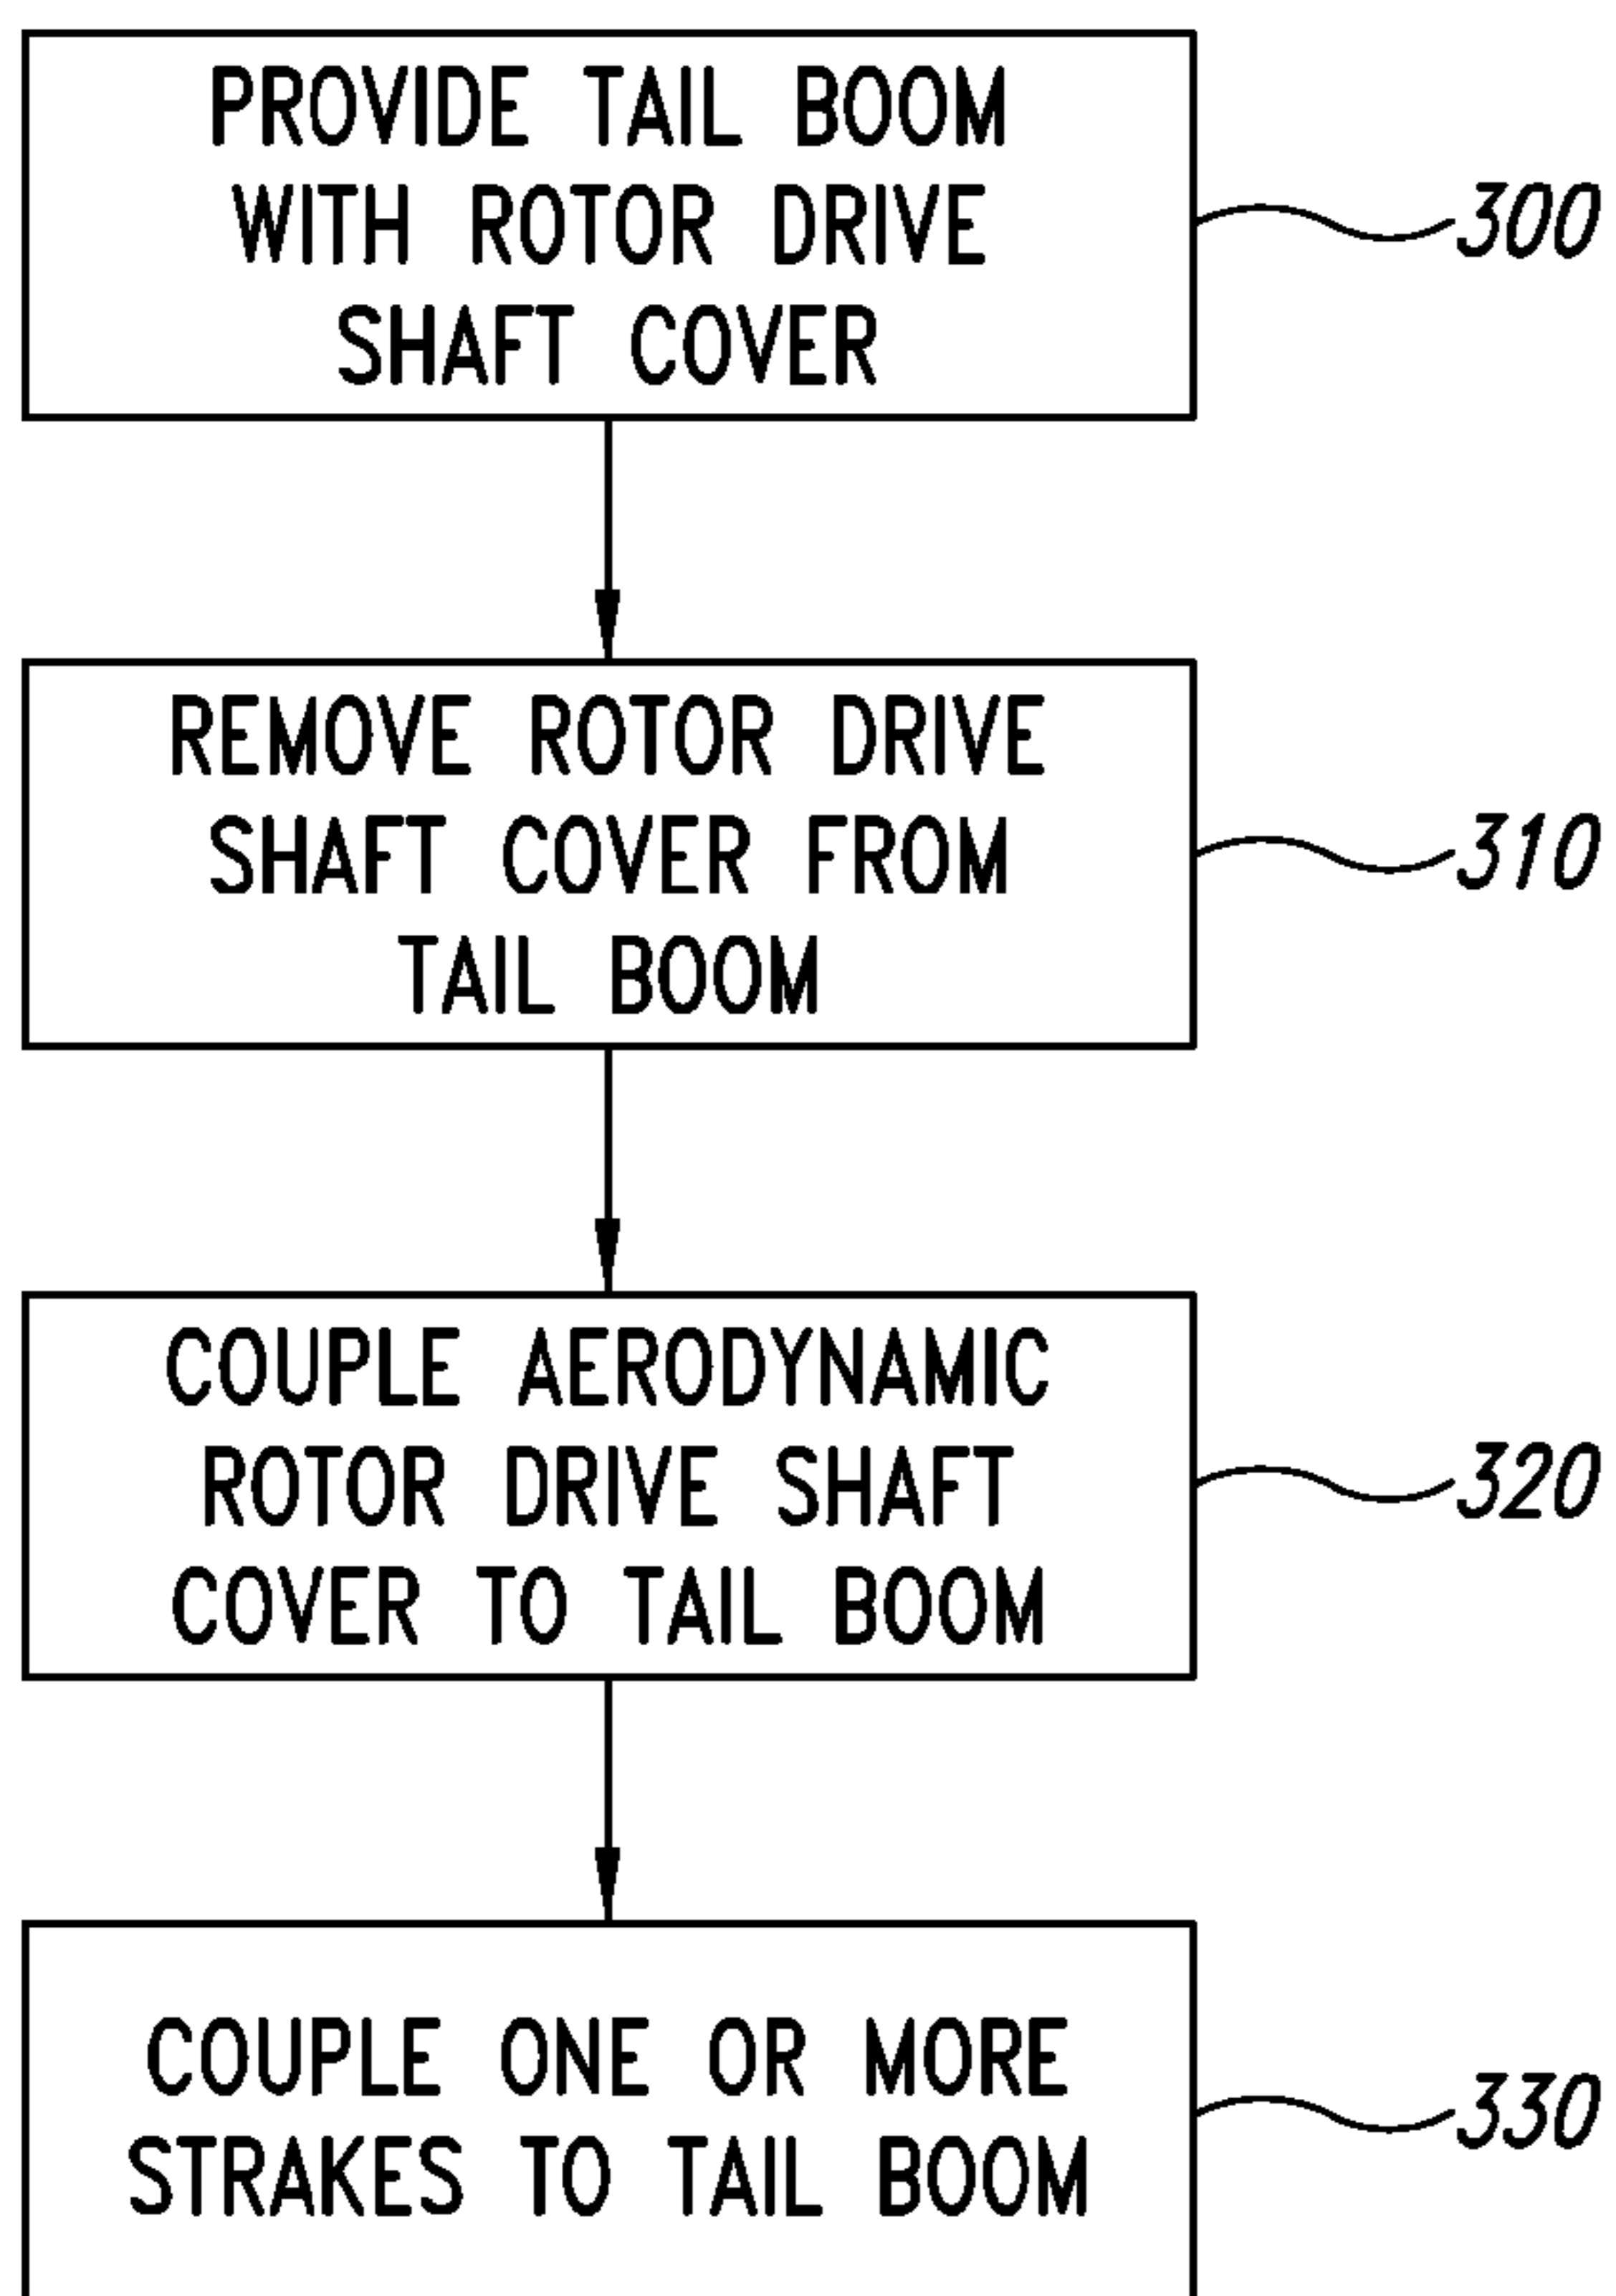 PROVIDE TAIL BOOM
WITH ROTOR DRIVE
SHAFT COVER
300
REMOVE ROTOR DRIVE
SHAFT COVER FROM
TAIL BOOM
310
COUPLE AERODYNAMIC
ROTOR DRIVE SHAFT
COVER TO TAIL BOOM
320
COUPLE ONE OR MORE
STRAKES TO TAIL BOOM
330